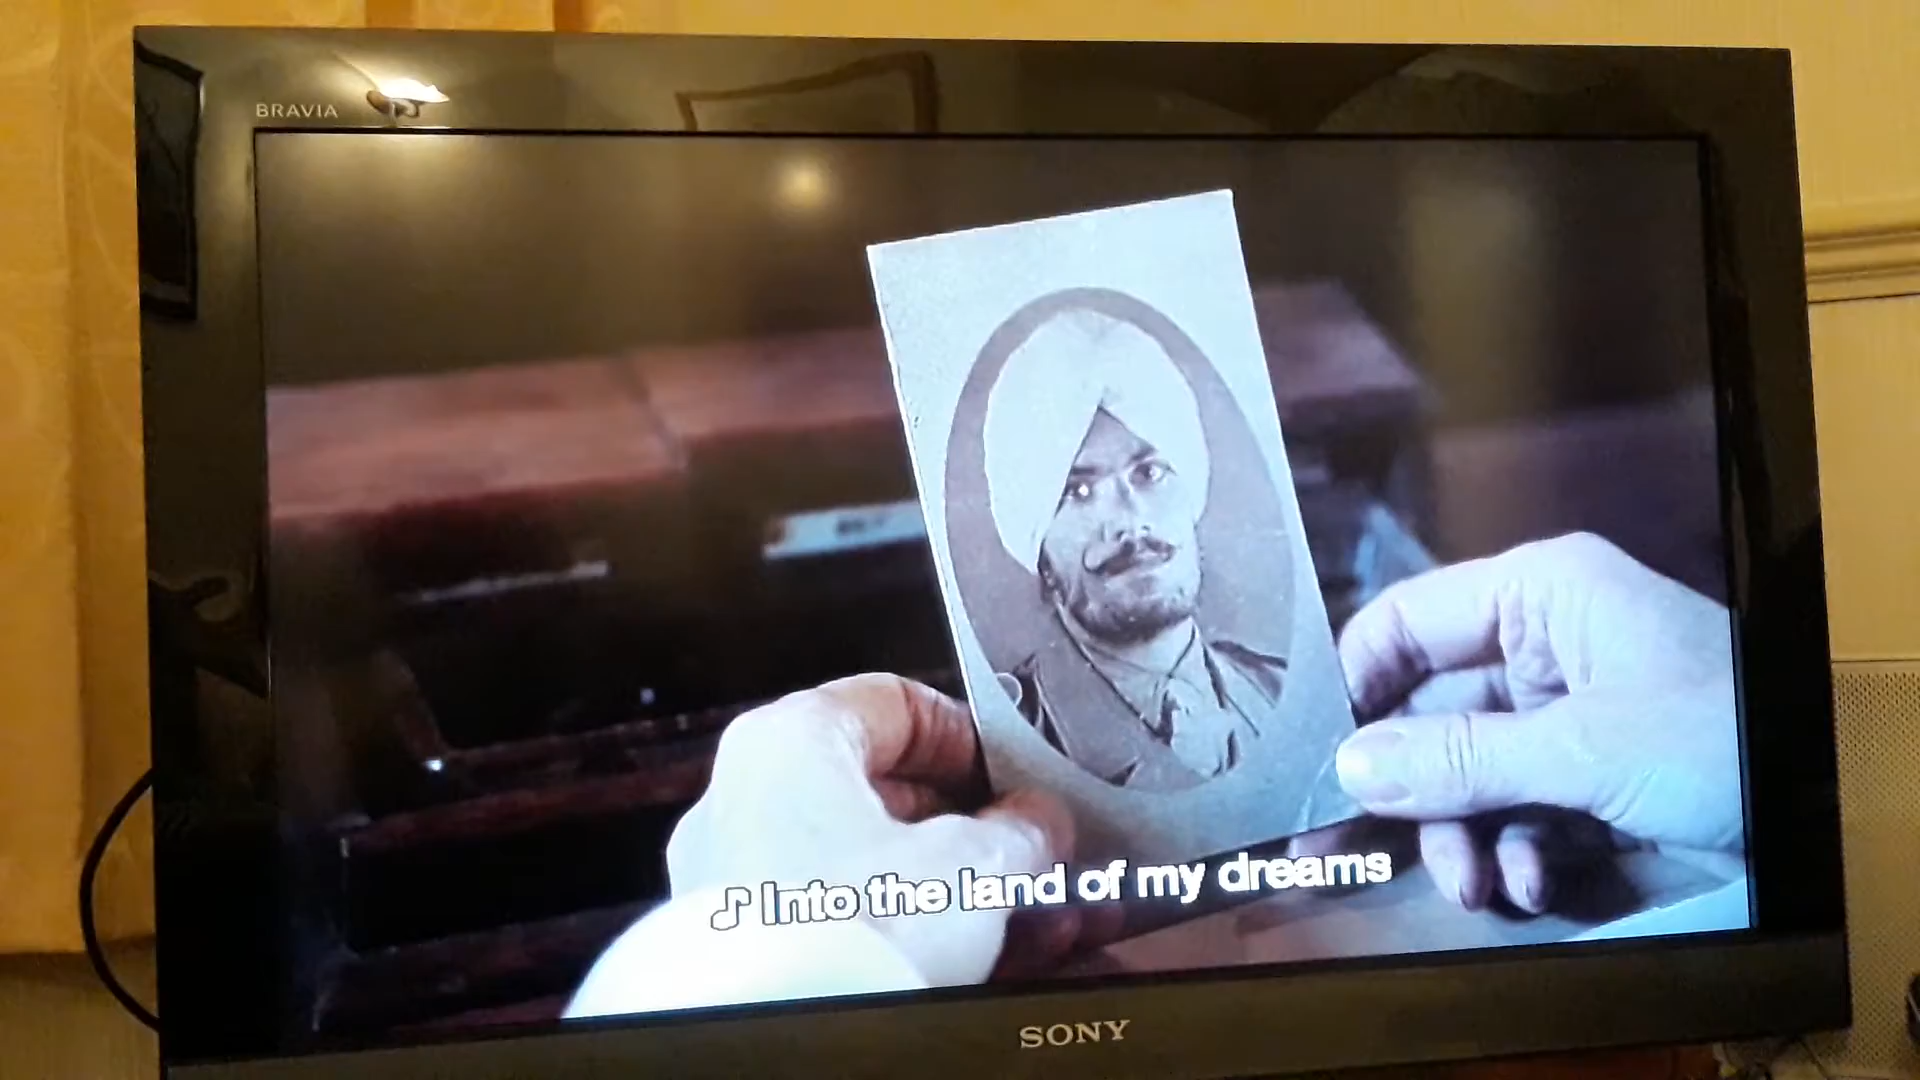 BRAVIA
♪ Into the land of my dreams
SONY